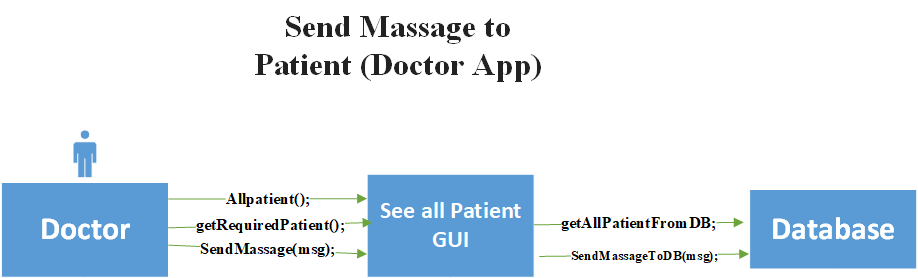 Send Massage to
Patient (Doctor App)
Doctor
Allpatient();
getRequiredPatient();
SendMassage(msg);
See all Patient
GUI
getAllPatientFromDB;
SendMassageToDB(msg);
Database